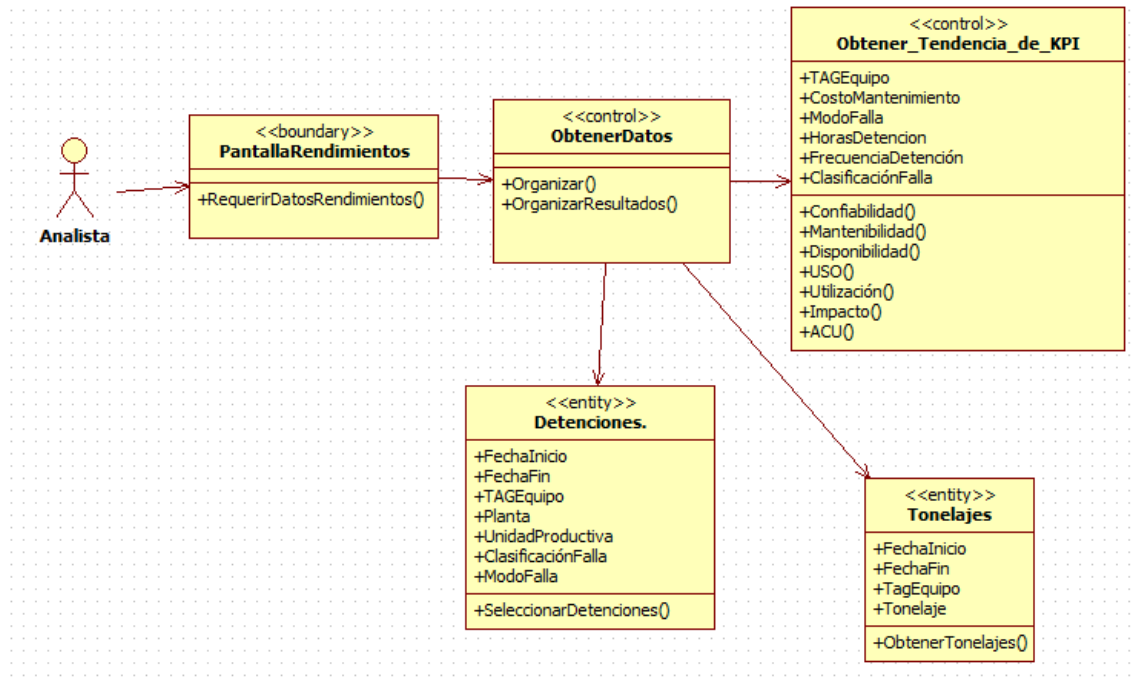 <<control>>
Obtener_Tendencia_de_KPI
+TAGEquipo
+CostoMantenimiento
+ModoFalla
+HorasDetencion
+FrecuenciaDetención
+ClasificaciónFalla
+Confiabilidad()
+Mantenibilidad()
+Disponibilidad()
+USO()
+Utilización()
+Impacto()
+ACU()
<<control>>
ObtenerDatos
+Organizar()
+OrganizarResultados()
<<boundary>>
PantallaRendimientos
+RequerirDatosRendimientos()
Analista
<<entity>>
Detenciones.
+FechaInicio
+FechaFin
+TAGEquipo
+Planta
+UnidadProductiva
+ClasificaciónFalla
+ModoFalla
+SeleccionarDetenciones()
<<entity>>
Tonelajes
+FechaInicio
+FechaFin
+TagEquipo
+Tonelaje
+ObtenerTonelajes()